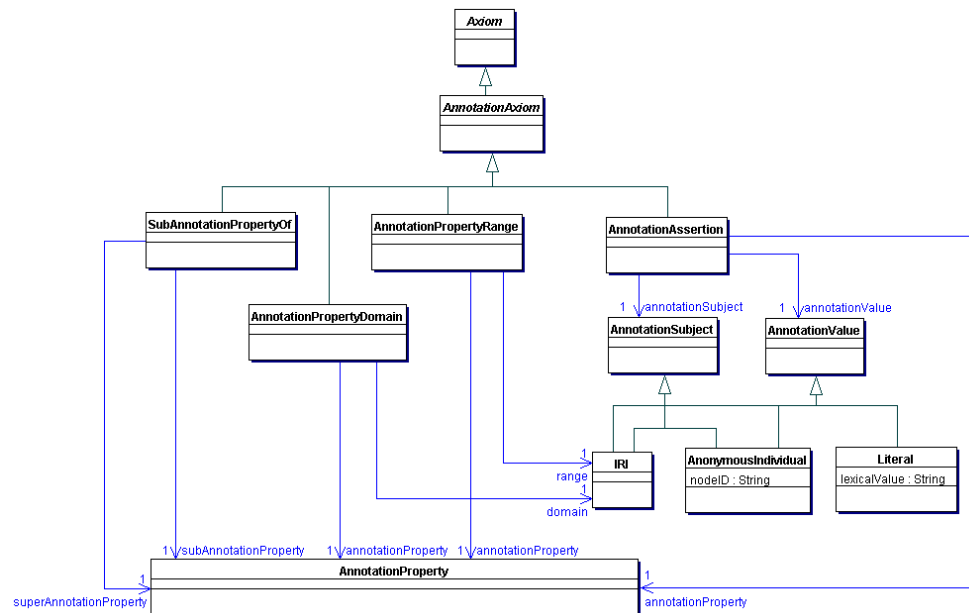 Axiom
AnnotationAxiom
SubAnnotationPropertyOf
AnnotationPropertyRange
AnnotationAssertion
AnnotationPropertyDomain
1 annotationSubject
1 annotationValue
AnnotationSubject
AnnotationValue
1
range
IRI
AnonymousIndividual
nodeID : String
Literal
lexicalValue : String
1
domain
1 subAnnotationProperty
1 annotationProperty
1 annotationProperty
AnnotationProperty
1
superAnnotationProperty
1
annotationProperty